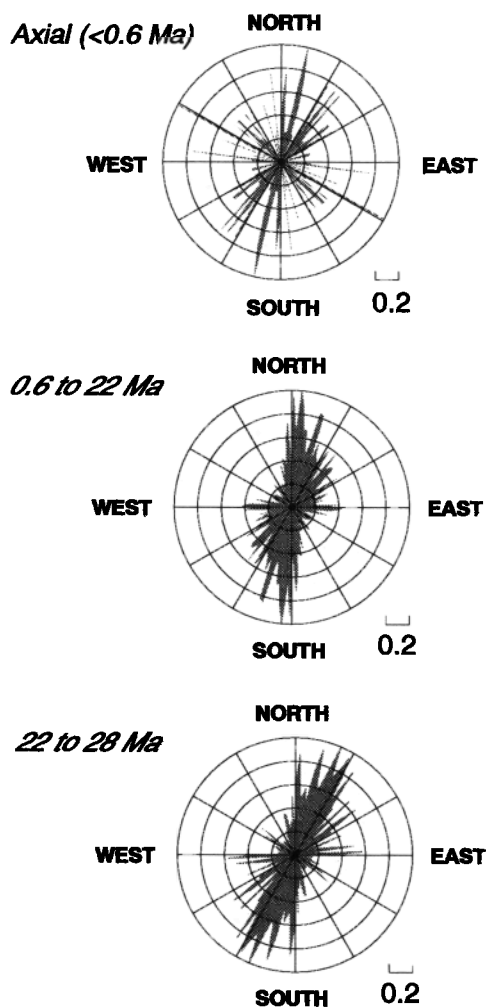 Axial (<0.6 Ma)
NORTH
WEST
EAST
SOUTH
0.2
0.6 to 22 Ma
NORTH
WEST
EAST
SOUTH
0.2
22 to 28 Ma
NORTH
WEST
EAST
SOUTH
0.2